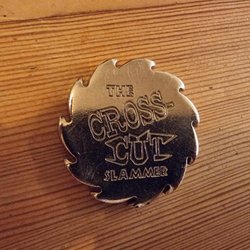 THE
CROSS-
CUT
SLAMMER